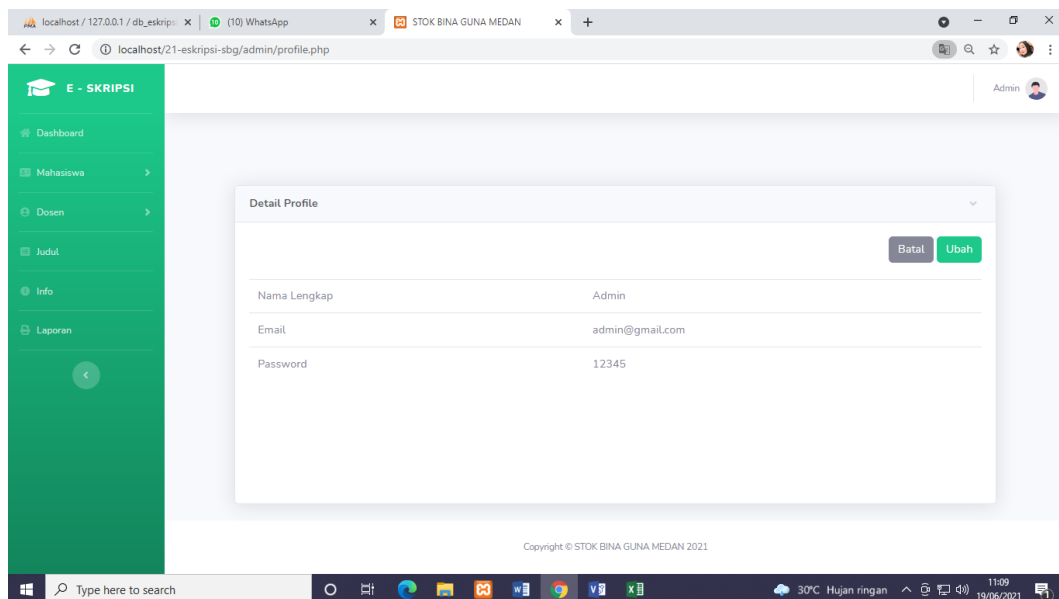 localhost / 127.0.0.1 / db_eskrips
(10) WhatsApp
STOK BINA GUNA MEDAN
localhost/21-eskripsi-sbg/admin/profile.php
E - SKRIPSI
Admin
Dashboard
Mahasiswa
Dosen
Judul
Info
Laporan
Detail Profile
Batal Ubah
Nama Lengkap Admin
Email admin@gmail.com
Password 12345
Copyright © STOK BINA GUNA MEDAN 2021
Type here to search
30°C Hujan ringan
11:09
19/06/2021